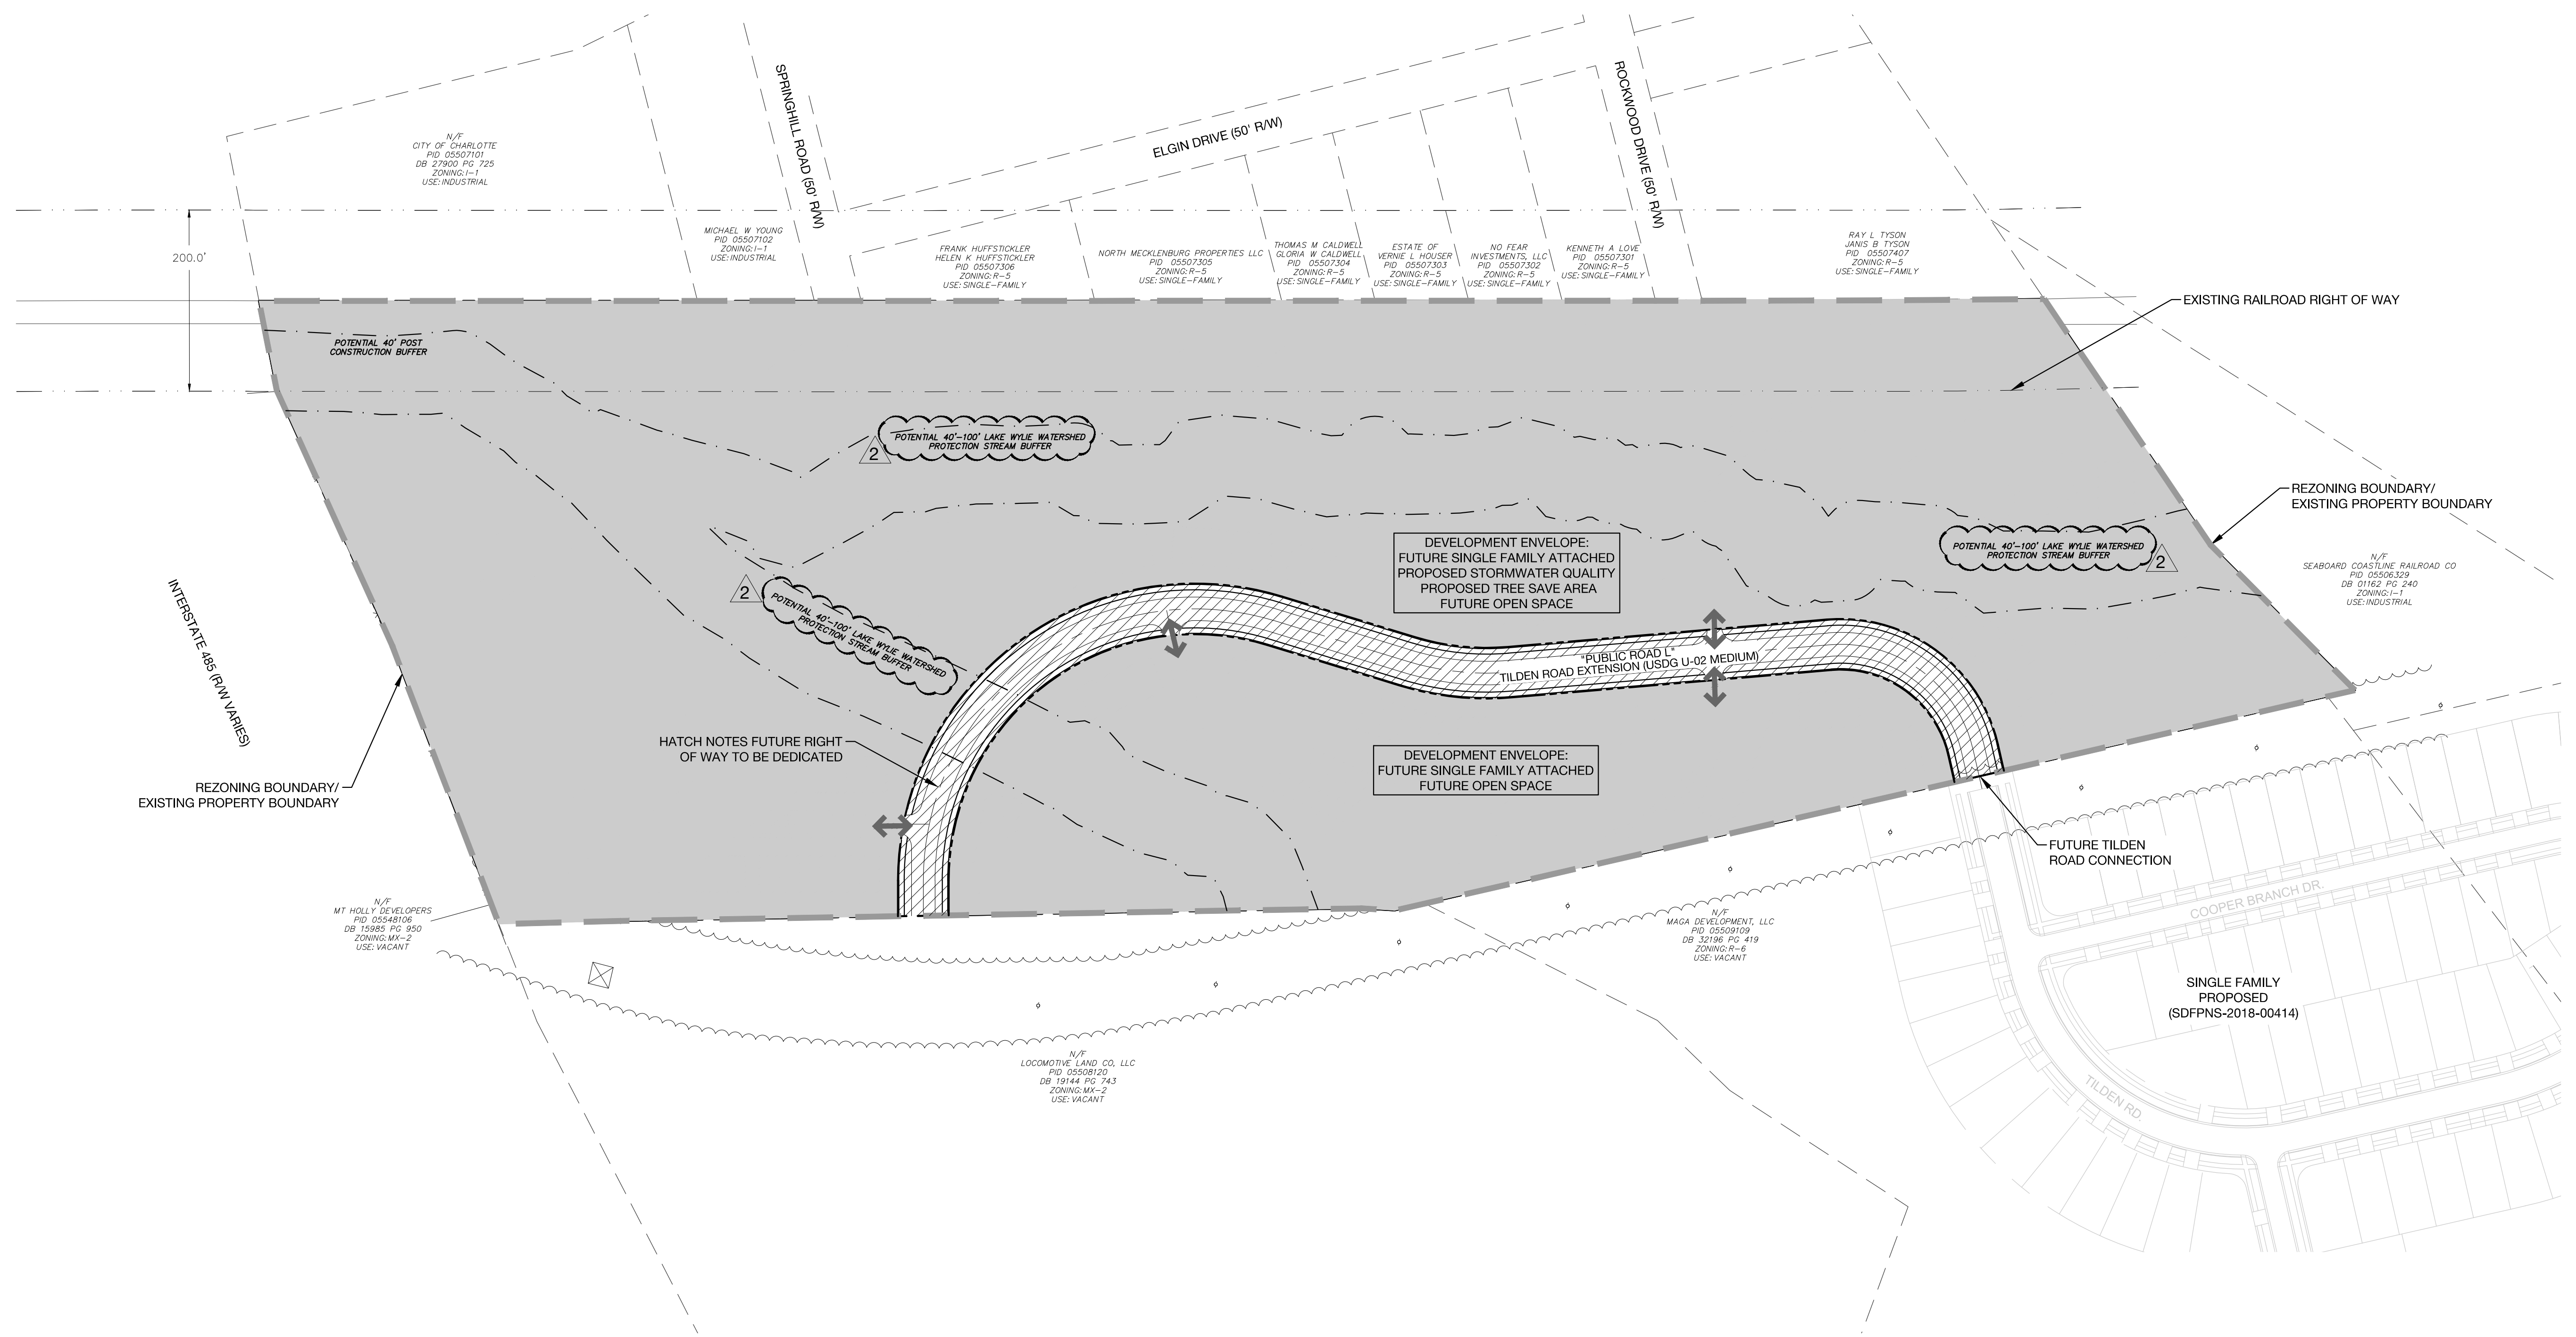 SPRINGHILL ROAD (50' R/W)
ELGIN DRIVE (50' R/W)
ROCKWOOD DRIVE (50' R/W)
N/F
CITY OF CHARLOTTE
PID 05507101
DB 27900 PG 725
ZONING: I-1
USE: INDUSTRIAL
200.0'
MICHAEL W YOUNG
PID 05507102
ZONING: I-1
USE: INDUSTRIAL
FRANK HUFFSTICKLER
HELEN K HUFFSTICKLER
PID 05507306
ZONING: R-5
USE: SINGLE-FAMILY
NORTH MECKLENBURG PROPERTIES LLC
PID 05507305
ZONING: R-5
USE: SINGLE-FAMILY
THOMAS M CALDWELL
GLORIA W CALDWELL
PID 05507304
ZONING: R-5
USE: SINGLE-FAMILY
ESTATE OF
VERNIE L HOUSER
PID 05507303
ZONING: R-5
USE: SINGLE-FAMILY
NO FEAR
INVESTMENTS, LLC
PID 05507302
ZONING: R-5
USE: SINGLE-FAMILY
KENNETH A LOVE
PID 05507301
ZONING: R-5
USE: SINGLE-FAMILY
RAY L TYSON
JANIS B TYSON
PID 05507407
ZONING: R-5
USE: SINGLE-FAMILY
EXISTING RAILROAD RIGHT OF WAY
POTENTIAL 40' POST
CONSTRUCTION BUFFER
POTENTIAL 40'-100' LAKE WYLIE WATERSHED
PROTECTION STREAM BUFFER
2
REZONING BOUNDARY/
EXISTING PROPERTY BOUNDARY
DEVELOPMENT ENVELOPE:
FUTURE SINGLE FAMILY ATTACHED
PROPOSED STORMWATER QUALITY
PROPOSED TREE SAVE AREA
FUTURE OPEN SPACE
POTENTIAL 40'-100' LAKE WYLIE WATERSHED
PROTECTION STREAM BUFFER
2
N/F
SEABOARD COASTLINE RAILROAD CO
PID 05506329
DB 01162 PG 240
ZONING: I-1
USE: INDUSTRIAL
INTERSTATE 485 (R/W VARIES)
2
POTENTIAL 40'-100' LAKE WYLIE WATERSHED
PROTECTION STREAM BUFFER
"PUBLIC ROAD L"
TILDEN ROAD EXTENSION (USDG U-02 MEDIUM)
HATCH NOTES FUTURE RIGHT
OF WAY TO BE DEDICATED
DEVELOPMENT ENVELOPE:
FUTURE SINGLE FAMILY ATTACHED
FUTURE OPEN SPACE
REZONING BOUNDARY/
EXISTING PROPERTY BOUNDARY
FUTURE TILDEN
ROAD CONNECTION
N/F
MT HOLLY DEVELOPERS
PID 05548106
DB 15985 PG 950
ZONING: MX-2
USE: VACANT
N/F
MAGA DEVELOPMENT, LLC
PID 05509109
DB 32196 PG 419
ZONING: R-6
USE: VACANT
COOPER BRANCH DR.
SINGLE FAMILY
PROPOSED
(SDFPNS-2018-00414)
N/F
LOCOMOTIVE LAND CO, LLC
PID 05508120
DB 19144 PG 743
ZONING: MX-2
USE: VACANT
TILDEN RD.